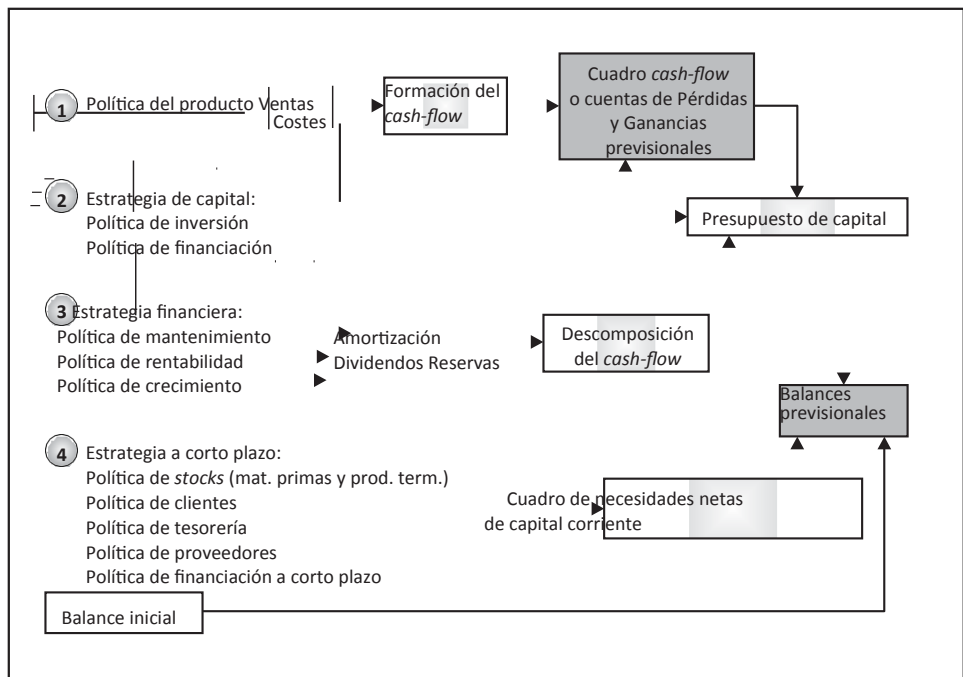 1 Política del producto Ventas
Costes
Formación del
cash-flow
Cuadro cash-flow
o cuentas de Pérdidas
y Ganancias
previsionales
2 Estrategia de capital:
Política de inversión
Política de financiación
Presupuesto de capital
3 Estrategia financiera:
Política de mantenimiento
Política de rentabilidad
Política de crecimiento
Amortización
Dividendos Reservas
Descomposición
del cash-flow
Balances
previsionales
4 Estrategia a corto plazo:
Política de stocks (mat. primas y prod. term.)
Política de clientes
Política de tesorería
Política de proveedores
Política de financiación a corto plazo
Cuadro de necesidades netas
de capital corriente
Balance inicial